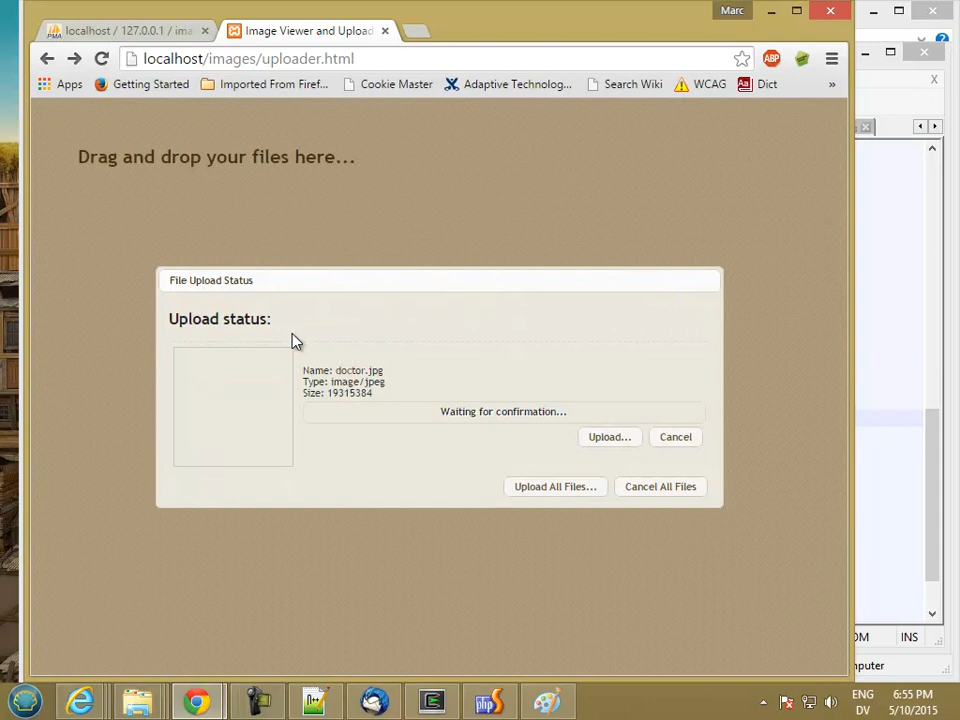 Marc
localhost / 127.0.0.1 / ima
Image Viewer and Upload
localhost/images/uploader.html
ABP
Apps
Getting Started
Imported From Firef...
Cookie Master
Adaptive Technolog...
Search Wiki
WCAG
Dict
»
Drag and drop your files here...
File Upload Status
Upload status:
Name: doctor.jpg
Type: image/jpeg
Size: 19315384
Waiting for confirmation...
Upload...
Cancel
Upload All Files...
Cancel All Files
INS
nputer
ENG
DV
6:55 PM
5/10/2015